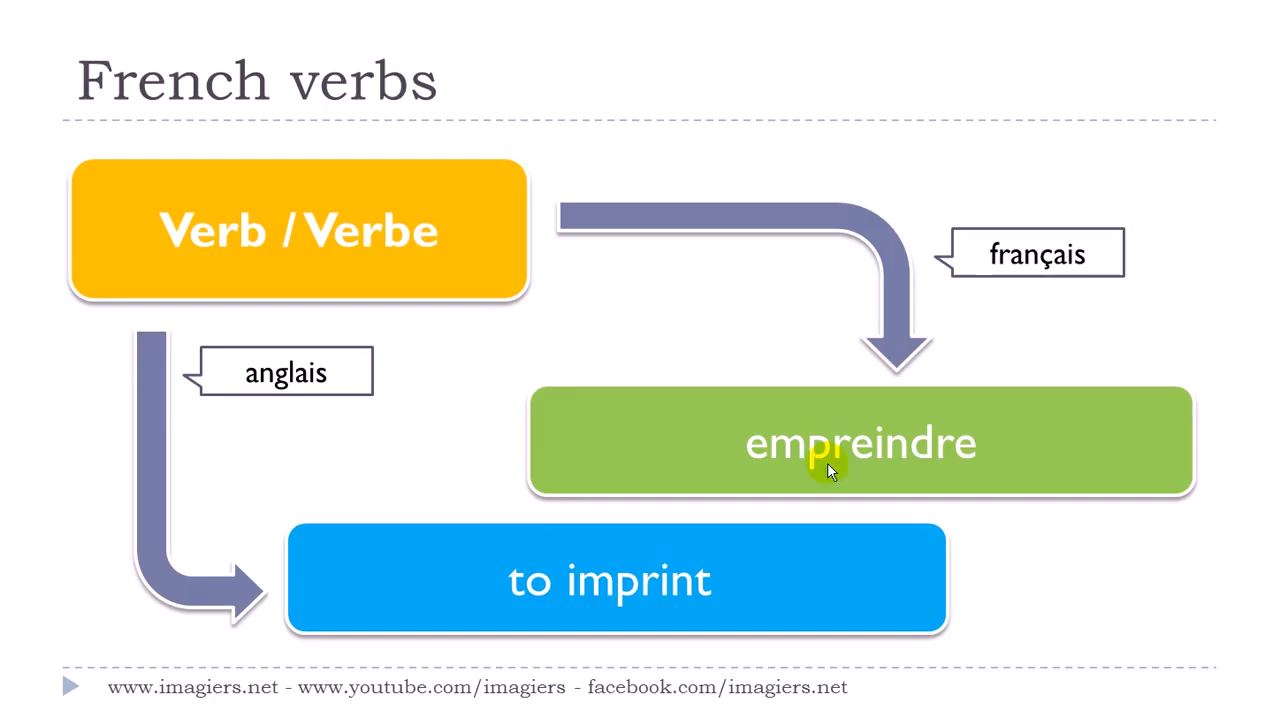 French verbs
Verb / Verbe
français
anglais
empreindre
to imprint
www.imagiers.net - www.youtube.com/imagiers - facebook.com/imagiers.net